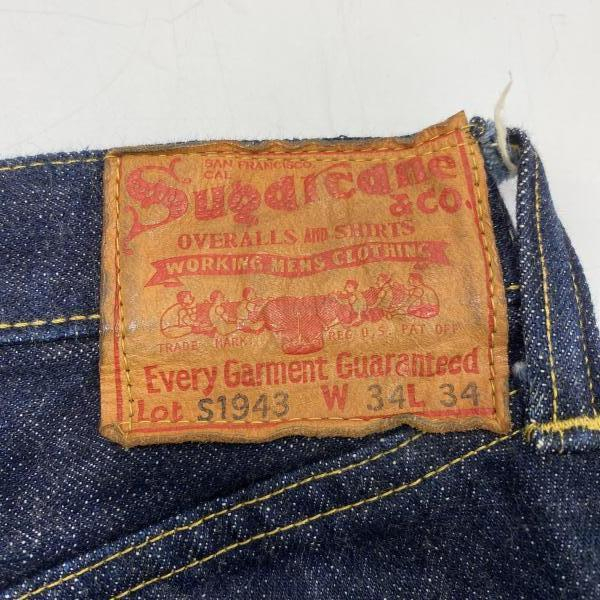 SAN FRANCISCO,
CAL.
Sugarcane
& CO.
OVERALLS AND SHIRTS
WORKING MENS CLOTHING
TRADE MARK REG U.S. PAT OFF
Every Garment Guaranteed
Lot S1943 W 34 L 34